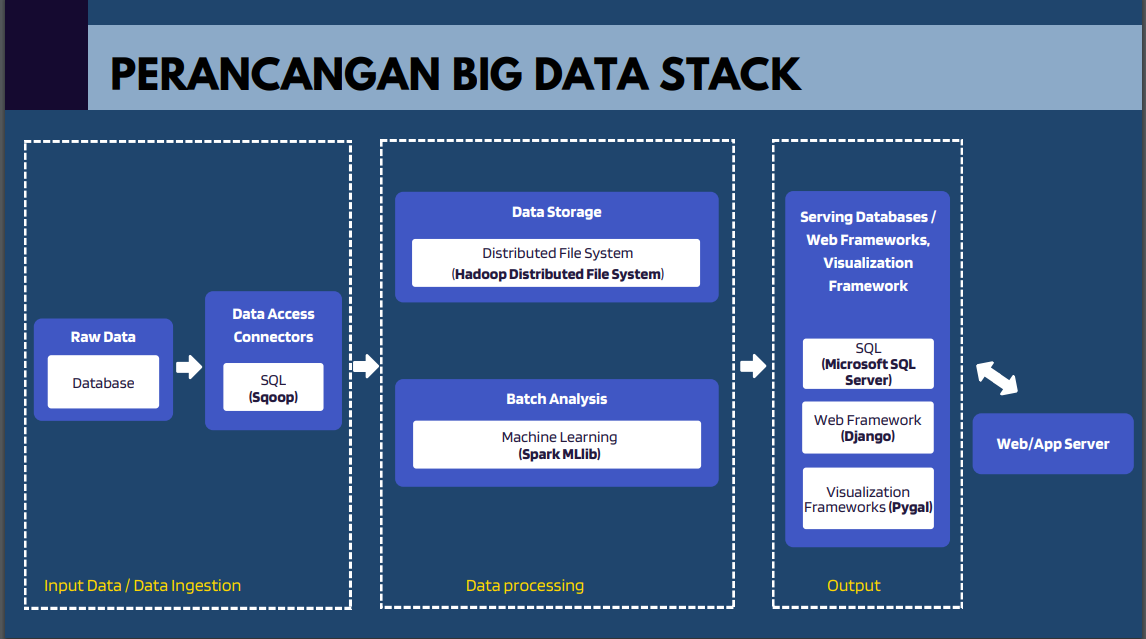 PERANCANGAN BIG DATA STACK
Raw Data
Database
Data Access
Connectors
SQL
(Sqoop)
Input Data / Data Ingestion
Data Storage
Distributed File System
(Hadoop Distributed File System)
Batch Analysis
Machine Learning
(Spark MLlib)
Data processing
Serving Databases /
Web Frameworks,
Visualization
Framework
SQL
(Microsoft SQL
Server)
Web Framework
(Django)
Visualization
Frameworks (Pygal)
Output
Web/App Server